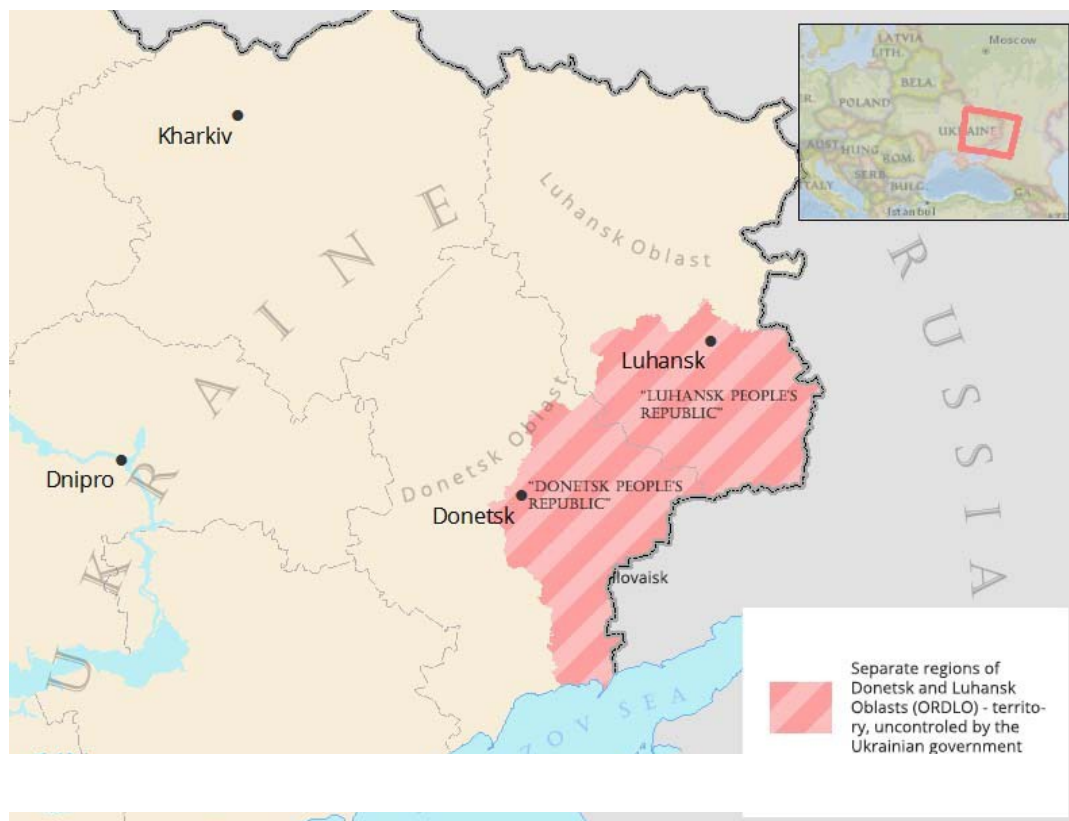 LATVIA
Moscow
LITH.
BELA.
R.
POLAND
UKRAINE
AUST.
HUNG.
ROM.
SERB.
ITALY
BULG.
GA.
Istanbul
Kharkiv
Luhansk Oblast
UKRAINE
RUSSIA
Luhansk
"LUHANSK PEOPLE'S
REPUBLIC"
Donetsk Oblast
Dnipro
"DONETSK PEOPLE'S
REPUBLIC"
Donetsk
Ilovaisk
ZOV SEA
Separate regions of
Donetsk and Luhansk
Oblasts (ORDLO) - territo-
ry, uncontroled by the
Ukrainian government